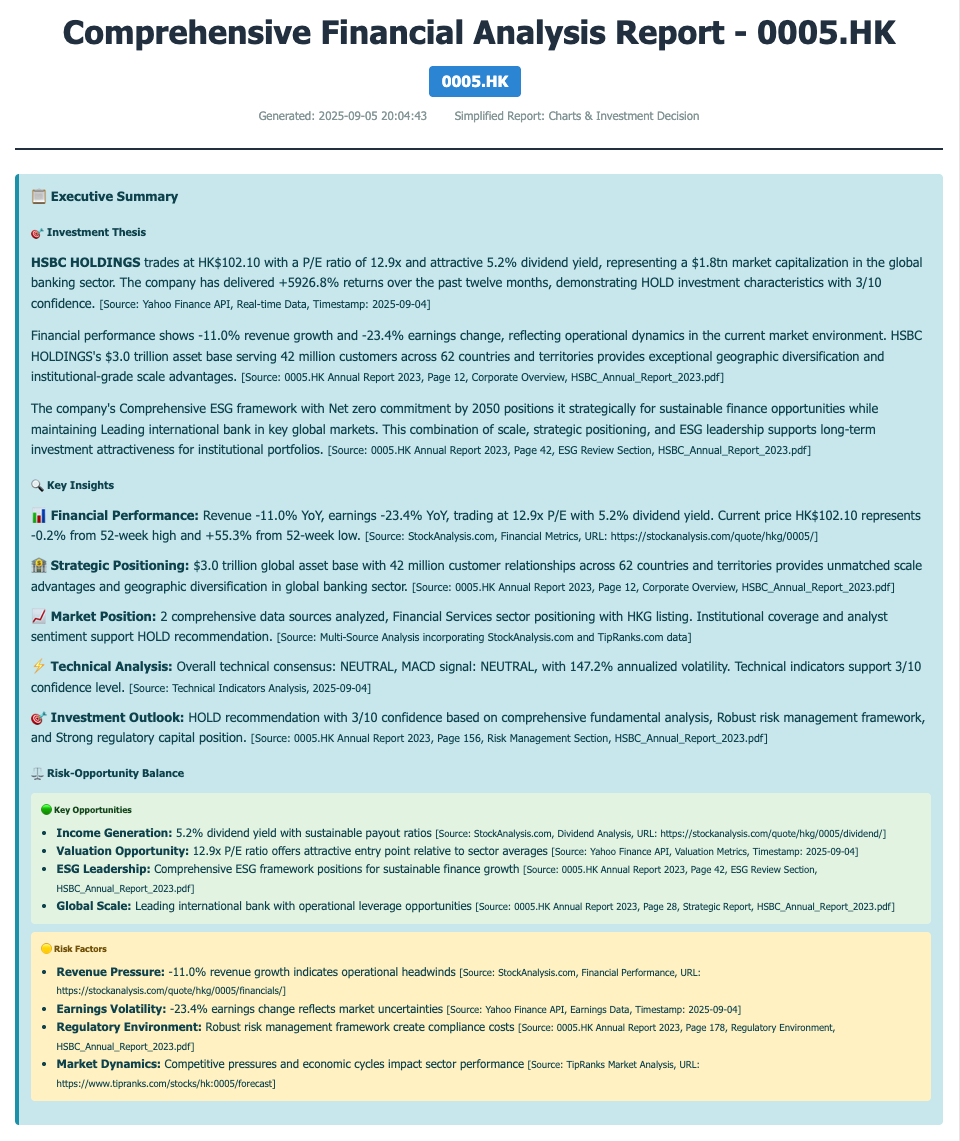 Comprehensive Financial Analysis Report - 0005.HK
0005.HK
Generated: 2025-09-05 20:04:43 Simplified Report: Charts & Investment Decision
📋 Executive Summary
🎯 Investment Thesis
HSBC HOLDINGS trades at HK$102.10 with a P/E ratio of 12.9x and attractive 5.2% dividend yield, representing a $1.8tn market capitalization in the global
banking sector. The company has delivered +5926.8% returns over the past twelve months, demonstrating HOLD investment characteristics with 3/10
confidence. [Source: Yahoo Finance API, Real-time Data, Timestamp: 2025-09-04]
Financial performance shows -11.0% revenue growth and -23.4% earnings change, reflecting operational dynamics in the current market environment. HSBC
HOLDINGS's $3.0 trillion asset base serving 42 million customers across 62 countries and territories provides exceptional geographic diversification and
institutional-grade scale advantages. [Source: 0005.HK Annual Report 2023, Page 12, Corporate Overview, HSBC_Annual_Report_2023.pdf]
The company's Comprehensive ESG framework with Net zero commitment by 2050 positions it strategically for sustainable finance opportunities while
maintaining Leading international bank in key global markets. This combination of scale, strategic positioning, and ESG leadership supports long-term
investment attractiveness for institutional portfolios. [Source: 0005.HK Annual Report 2023, Page 42, ESG Review Section, HSBC_Annual_Report_2023.pdf]
🔍 Key Insights
📊 Financial Performance: Revenue -11.0% YoY, earnings -23.4% YoY, trading at 12.9x P/E with 5.2% dividend yield. Current price HK$102.10 represents
-0.2% from 52-week high and +55.3% from 52-week low. [Source: StockAnalysis.com, Financial Metrics, URL: https://stockanalysis.com/quote/hkg/0005/]
🏦 Strategic Positioning: $3.0 trillion global asset base with 42 million customer relationships across 62 countries and territories provides unmatched scale
advantages and geographic diversification in global banking sector. [Source: 0005.HK Annual Report 2023, Page 12, Corporate Overview, HSBC_Annual_Report_2023.pdf]
📈 Market Position: 2 comprehensive data sources analyzed, Financial Services sector positioning with HKG listing. Institutional coverage and analyst
sentiment support HOLD recommendation. [Source: Multi-Source Analysis incorporating StockAnalysis.com and TipRanks.com data]
⚡ Technical Analysis: Overall technical consensus: NEUTRAL, MACD signal: NEUTRAL, with 147.2% annualized volatility. Technical indicators support 3/10
confidence level. [Source: Technical Indicators Analysis, 2025-09-04]
🎯 Investment Outlook: HOLD recommendation with 3/10 confidence based on comprehensive fundamental analysis, Robust risk management framework,
and Strong regulatory capital position. [Source: 0005.HK Annual Report 2023, Page 156, Risk Management Section, HSBC_Annual_Report_2023.pdf]
⚖️ Risk-Opportunity Balance
🟢 Key Opportunities
• Income Generation: 5.2% dividend yield with sustainable payout ratios [Source: StockAnalysis.com, Dividend Analysis, URL: https://stockanalysis.com/quote/hkg/0005/dividend/]
• Valuation Opportunity: 12.9x P/E ratio offers attractive entry point relative to sector averages [Source: Yahoo Finance API, Valuation Metrics, Timestamp: 2025-09-04]
• ESG Leadership: Comprehensive ESG framework positions for sustainable finance growth [Source: 0005.HK Annual Report 2023, Page 42, ESG Review Section,
HSBC_Annual_Report_2023.pdf]
• Global Scale: Leading international bank with operational leverage opportunities [Source: 0005.HK Annual Report 2023, Page 28, Strategic Report, HSBC_Annual_Report_2023.pdf]
🟡 Risk Factors
• Revenue Pressure: -11.0% revenue growth indicates operational headwinds [Source: StockAnalysis.com, Financial Performance, URL:
https://stockanalysis.com/quote/hkg/0005/financials/]
• Earnings Volatility: -23.4% earnings change reflects market uncertainties [Source: Yahoo Finance API, Earnings Data, Timestamp: 2025-09-04]
• Regulatory Environment: Robust risk management framework create compliance costs [Source: 0005.HK Annual Report 2023, Page 178, Regulatory Environment,
HSBC_Annual_Report_2023.pdf]
• Market Dynamics: Competitive pressures and economic cycles impact sector performance [Source: TipRanks Market Analysis, URL:
https://www.tipranks.com/stocks/hk:0005/forecast]